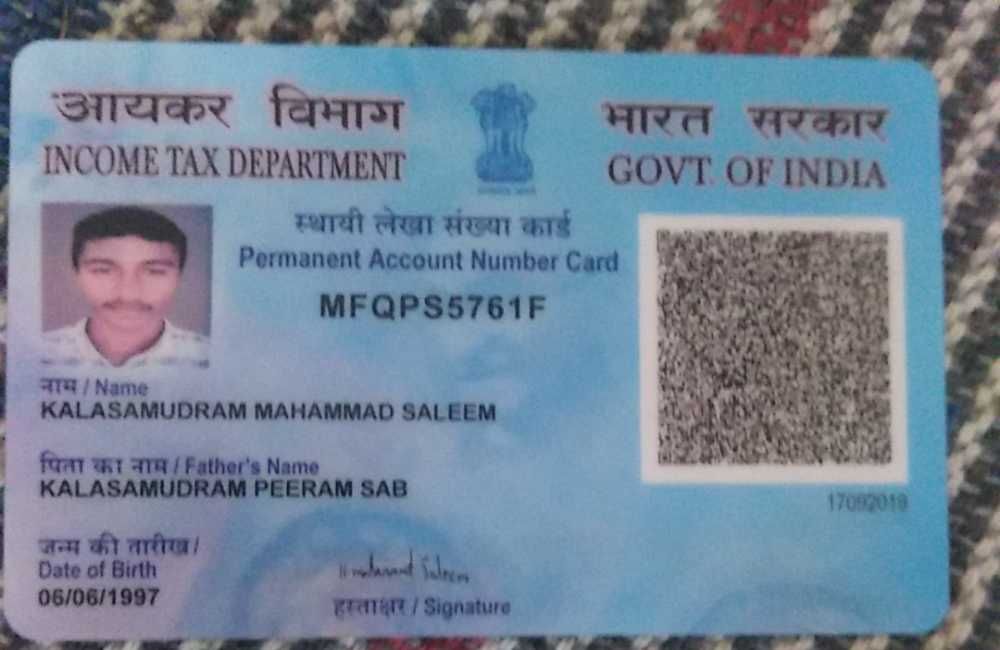 आयकर विभाग
INCOME TAX DEPARTMENT
भारत सरकार
GOVT. OF INDIA
स्थायी लेखा संख्या कार्ड
Permanent Account Number Card
MFQPS5761F
नाम / Name
KALASAMUDRAM MAHAMMAD SALEEM
पिता का नाम / Father's Name
KALASAMUDRAM PEERAM SAB
17092019
जन्म की तारीख /
Date of Birth
06/06/1997
Saleem
हस्ताक्षर / Signature